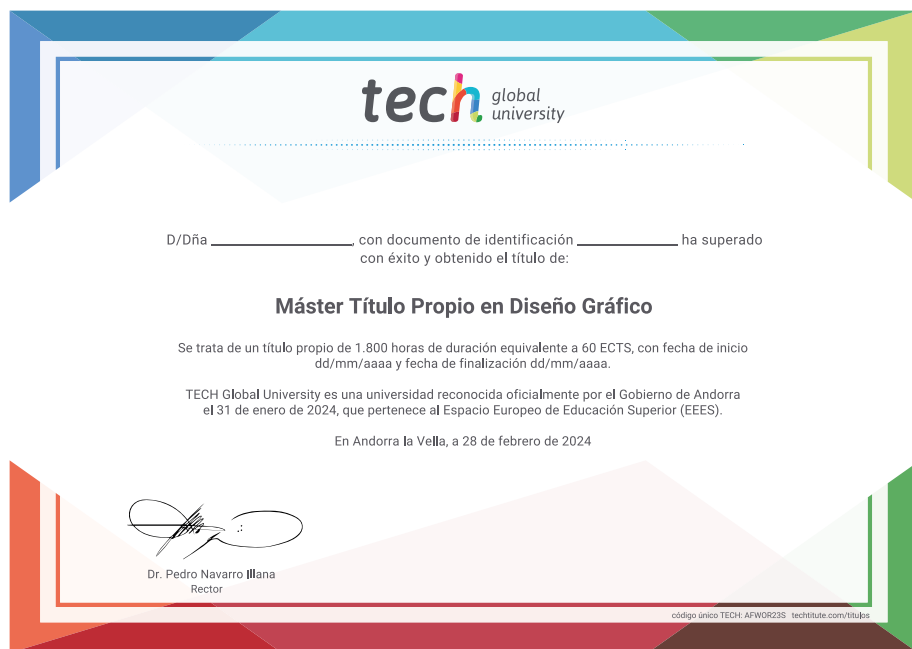 tech global university
D/Dña ____________, con documento de identificación ____________ ha superado
con éxito y obtenido el título de:
Máster Título Propio en Diseño Gráfico
Se trata de un título propio de 1.800 horas de duración equivalente a 60 ECTS, con fecha de inicio
dd/mm/aaaa y fecha de finalización dd/mm/aaaa.
TECH Global University es una universidad reconocida oficialmente por el Gobierno de Andorra
el 31 de enero de 2024, que pertenece al Espacio Europeo de Educación Superior (EEES).
En Andorra la Vella, a 28 de febrero de 2024
Dr. Pedro Navarro Illana
Rector
código único TECH: AFWOR23S techtitute.com/titulos